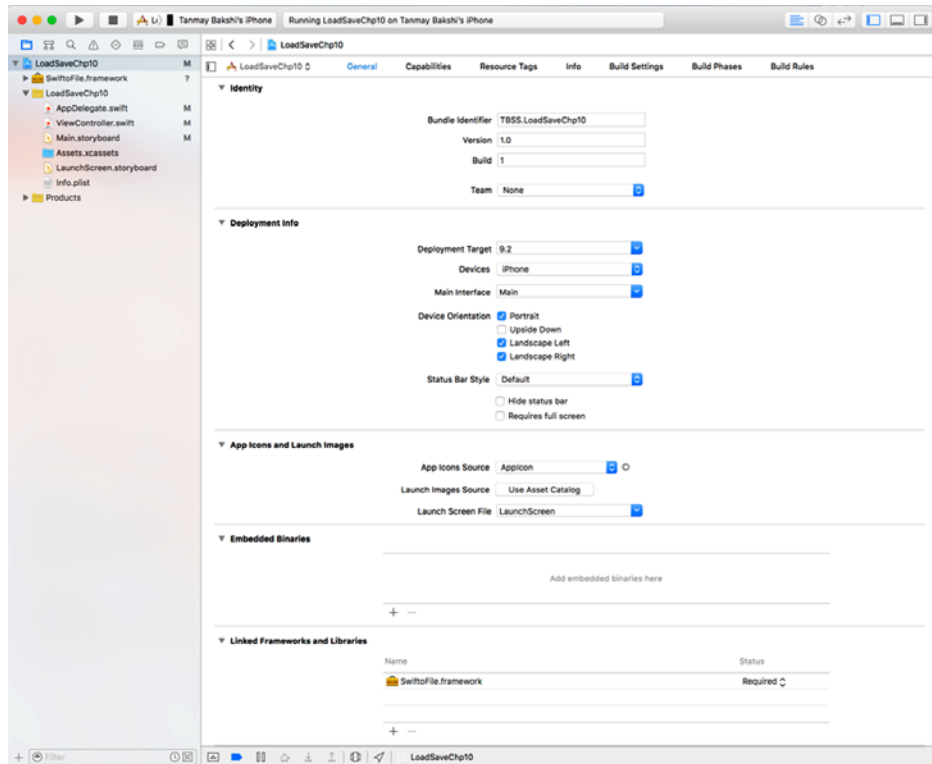 Tanmay Bakshi's iPhone
Running LoadSaveChp10 on Tanmay Bakshi's iPhone
LoadSaveChp10
LoadSaveChp10 M
SwiftoFile.framework ?
LoadSaveChp10
AppDelegate.swift M
ViewController.swift M
Main.storyboard M
Assets.xcassets
LaunchScreen.storyboard
Info.plist
Products
LoadSaveChp10 General Capabilities Resource Tags Info Build Settings Build Phases Build Rules
Identity
Bundle Identifier TBSS.LoadSaveChp10
Version 1.0
Build 1
Team None
Deployment Info
Deployment Target 9.2
Devices iPhone
Main Interface Main
Device Orientation Portrait
Upside Down
Landscape Left
Landscape Right
Status Bar Style Default
Hide status bar
Requires full screen
App Icons and Launch Images
App Icons Source AppIcon
Launch Images Source Use Asset Catalog
Launch Screen File LaunchScreen
Embedded Binaries
Add embedded binaries here
Linked Frameworks and Libraries
Name Status
SwiftoFile.framework Required
Filter
LoadSaveChp10